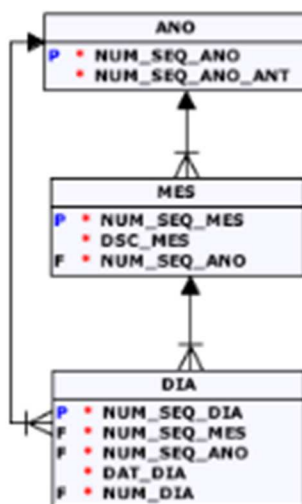 ANO
P * NUM_SEQ_ANO
* NUM_SEQ_ANO_ANT
MES
P * NUM_SEQ_MES
* DSC_MES
F * NUM_SEQ_ANO
DIA
P * NUM_SEQ_DIA
F * NUM_SEQ_MES
F * NUM_SEQ_ANO
* DAT_DIA
F * NUM_DIA